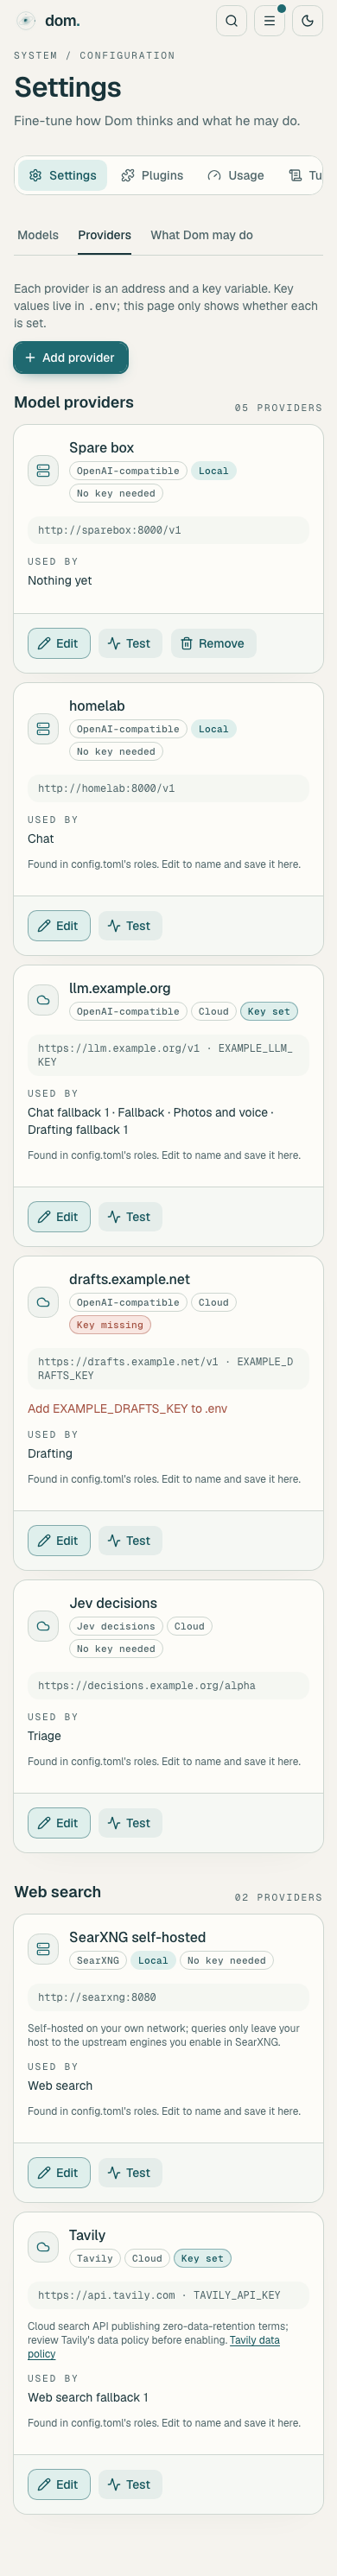 dom.
SYSTEM / CONFIGURATION
Settings
Fine-tune how Dom thinks and what he may do.
Settings Plugins Usage Tu
Models Providers What Dom may do
Each provider is an address and a key variable. Key
values live in .env; this page only shows whether each
is set.
+ Add provider
Model providers 05 PROVIDERS
Spare box
OpenAI-compatible Local
No key needed
http://sparebox:8000/v1
USED BY
Nothing yet
Edit Test Remove
homelab
OpenAI-compatible Local
No key needed
http://homelab:8000/v1
USED BY
Chat
Found in config.toml's roles. Edit to name and save it here.
Edit Test
llm.example.org
OpenAI-compatible Cloud Key set
https://llm.example.org/v1 · EXAMPLE_LLM_
KEY
USED BY
Chat fallback 1 · Fallback · Photos and voice ·
Drafting fallback 1
Found in config.toml's roles. Edit to name and save it here.
Edit Test
drafts.example.net
OpenAI-compatible Cloud
Key missing
https://drafts.example.net/v1 · EXAMPLE_D
RAFTS_KEY
Add EXAMPLE_DRAFTS_KEY to .env
USED BY
Drafting
Found in config.toml's roles. Edit to name and save it here.
Edit Test
Jev decisions
Jev decisions Cloud
No key needed
https://decisions.example.org/alpha
USED BY
Triage
Found in config.toml's roles. Edit to name and save it here.
Edit Test
Web search 02 PROVIDERS
SearXNG self-hosted
SearXNG Local No key needed
http://searxng:8080
Self-hosted on your own network; queries only leave your
host to the upstream engines you enable in SearXNG.
USED BY
Web search
Found in config.toml's roles. Edit to name and save it here.
Edit Test
Tavily
Tavily Cloud Key set
https://api.tavily.com · TAVILY_API_KEY
Cloud search API publishing zero-data-retention terms;
review Tavily's data policy before enabling. Tavily data
policy
USED BY
Web search fallback 1
Found in config.toml's roles. Edit to name and save it here.
Edit Test